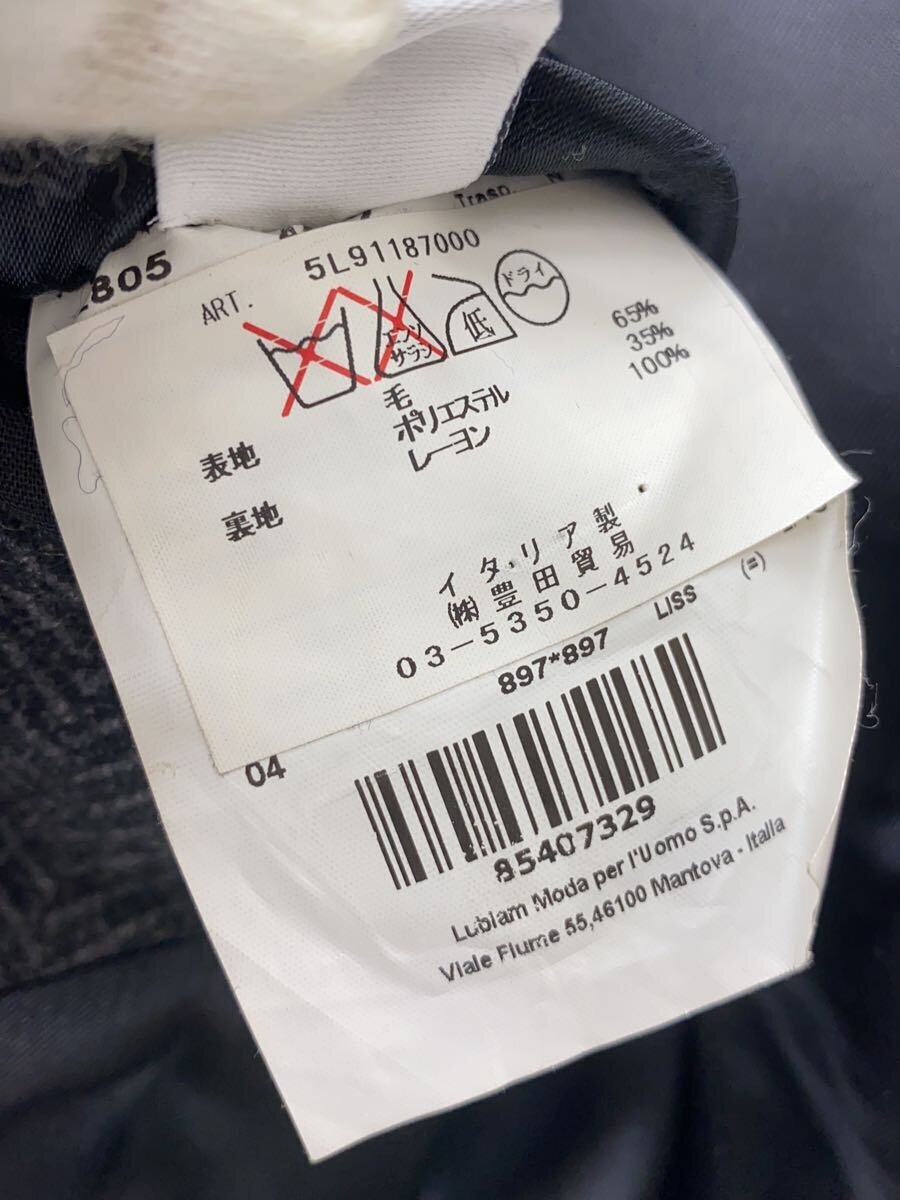 Trasp. N
805
ART. 5L91187000
エンソ
サラシ
低
ドライ
表地 毛 65%
ポリエステル 35%
裏地 レーヨン 100%
イタリア製
㈱豊田貿易
03-5350-4524
(=)
897*897 LISS
04
85407329
Lubiam Moda per l'Uomo S.p.A.
Viale Fiume 55,46100 Mantova - Italia